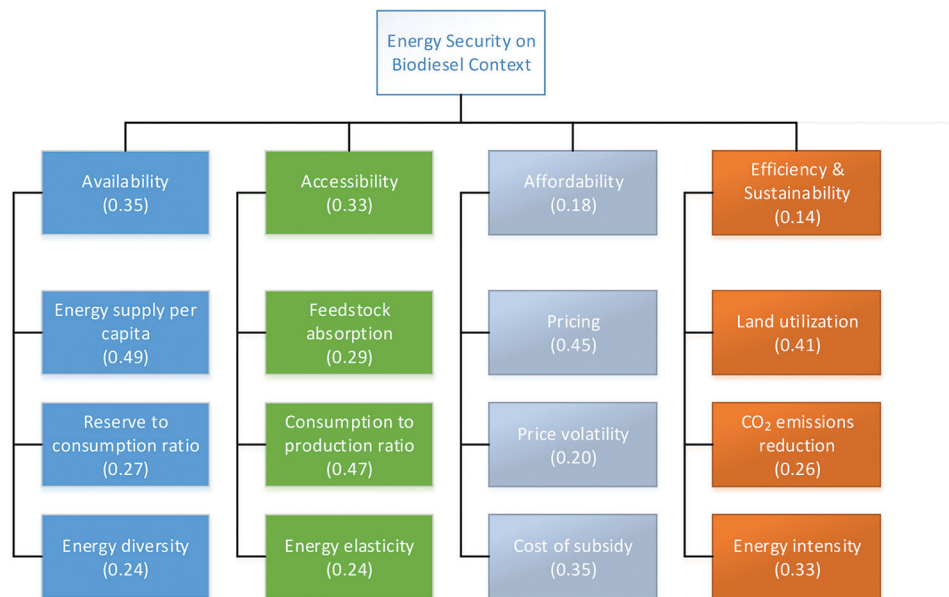 Energy Security on
Biodiesel Context
Availability
(0.35)
Accessibility
(0.33)
Affordability
(0.18)
Efficiency &
Sustainability
(0.14)
Energy supply per
capita
(0.49)
Feedstock
absorption
(0.29)
Pricing
(0.45)
Land utilization
(0.41)
Reserve to
consumption ratio
(0.27)
Consumption to
production ratio
(0.47)
Price volatility
(0.20)
CO₂ emissions
reduction
(0.26)
Energy diversity
(0.24)
Energy elasticity
(0.24)
Cost of subsidy
(0.35)
Energy intensity
(0.33)